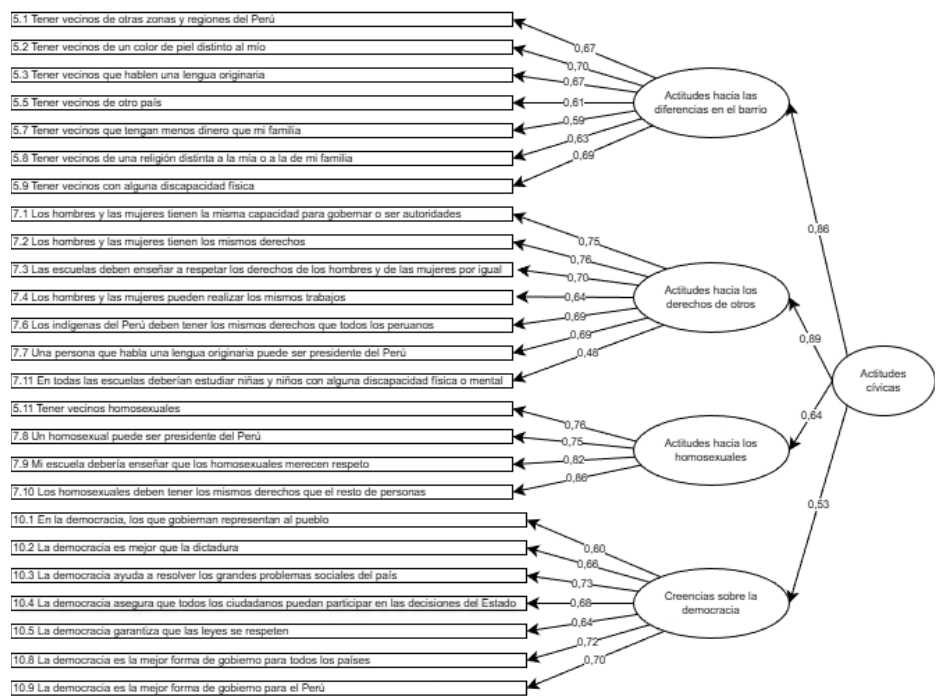 5.1 Tener vecinos de otras zonas y regiones del Perú
5.2 Tener vecinos de un color de piel distinto al mío
5.3 Tener vecinos que hablen una lengua originaria
5.5 Tener vecinos de otro país
5.7 Tener vecinos que tengan menos dinero que mi familia
5.8 Tener vecinos de una religión distinta a la mía o a la de mi familia
5.9 Tener vecinos con alguna discapacidad física
0,67
0,70
0,67
0,61
0,59
0,63
0,69
Actitudes hacia las
diferencias en el barrio
7.1 Los hombres y las mujeres tienen la misma capacidad para gobernar o ser autoridades
7.2 Los hombres y las mujeres tienen los mismos derechos
7.3 Las escuelas deben enseñar a respetar los derechos de los hombres y de las mujeres por igual
7.4 Los hombres y las mujeres pueden realizar los mismos trabajos
7.6 Los indígenas del Perú deben tener los mismos derechos que todos los peruanos
7.7 Una persona que habla una lengua originaria puede ser presidente del Perú
7.11 En todas las escuelas deberían estudiar niñas y niños con alguna discapacidad física o mental
0,75
0,76
0,70
0,64
0,69
0,69
0,48
Actitudes hacia los
derechos de otros
5.11 Tener vecinos homosexuales
7.8 Un homosexual puede ser presidente del Perú
7.9 Mi escuela debería enseñar que los homosexuales merecen respeto
7.10 Los homosexuales deben tener los mismos derechos que el resto de personas
0,76
0,75
0,82
0,86
Actitudes hacia los
homosexuales
10.1 En la democracia, los que gobiernan representan al pueblo
10.2 La democracia es mejor que la dictadura
10.3 La democracia ayuda a resolver los grandes problemas sociales del país
10.4 La democracia asegura que todos los ciudadanos puedan participar en las decisiones del Estado
10.5 La democracia garantiza que las leyes se respeten
10.8 La democracia es la mejor forma de gobierno para todos los países
10.9 La democracia es la mejor forma de gobierno para el Perú
0,60
0,66
0,73
0,68
0,64
0,72
0,70
Creencias sobre la
democracia
0,86
0,89
0,64
0,53
Actitudes
cívicas